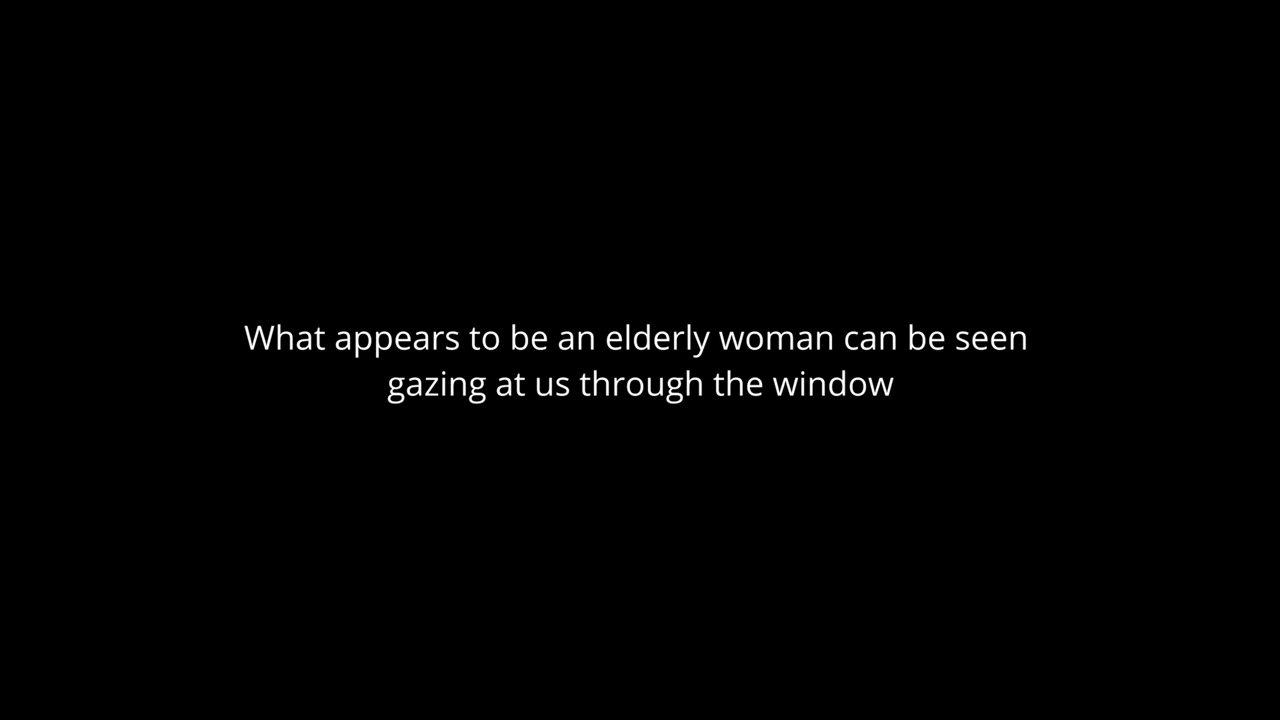 What appears to be an elderly woman can be seen
gazing at us through the window